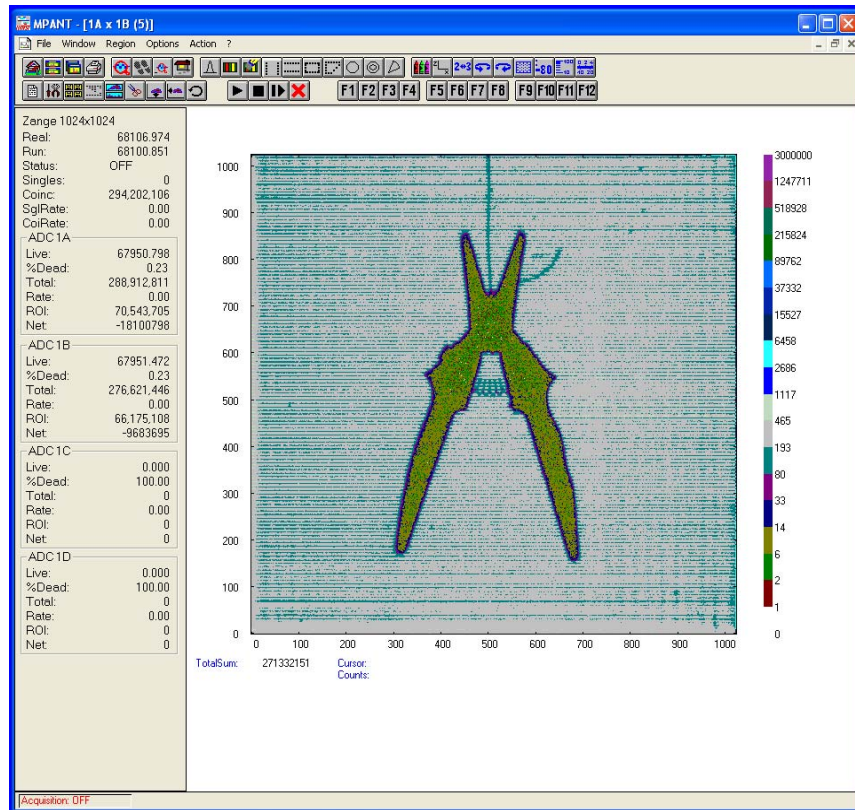 MPANT - [1A x 1B (5)]
File Window Region Options Action ?
F1 F2 F3 F4 F5 F6 F7 F8 F9 F10 F11 F12
Zange 1024x1024
Real: 68106.974
Run: 68100.851
Status: OFF
Singles: 0
Coinc: 294,202,106
SglRate: 0.00
CoiRate: 0.00
ADC1A
Live: 67950.798
%Dead: 0.23
Total: 288,912,811
Rate: 0.00
ROI: 70,543,705
Net: -18100798
ADC1B
Live: 67951.472
%Dead: 0.23
Total: 276,621,446
Rate: 0.00
ROI: 66,175,108
Net: -9683695
ADC1C
Live: 0.000
%Dead: 100.00
Total: 0
Rate: 0.00
ROI: 0
Net: 0
ADC1D
Live: 0.000
%Dead: 100.00
Total: 0
Rate: 0.00
ROI: 0
Net: 0
1000
900
800
700
600
500
400
300
200
100
0
0 100 200 300 400 500 600 700 800 900 1000
3000000
1247711
518928
215824
89762
37332
15527
6458
2686
1117
465
193
80
33
14
6
2
1
0
TotalSum: 271332151 Cursor:
Counts:
Acquisition: OFF